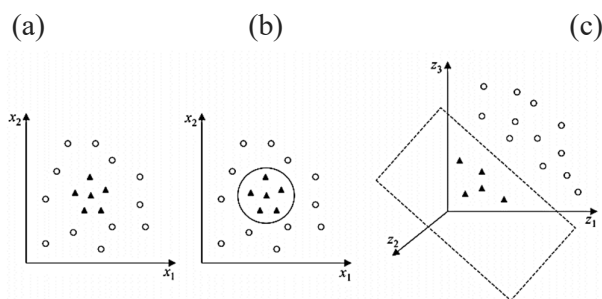 (a) (b) (c)
x₂ x₂ z₃
x₁ x₁ z₂ z₁